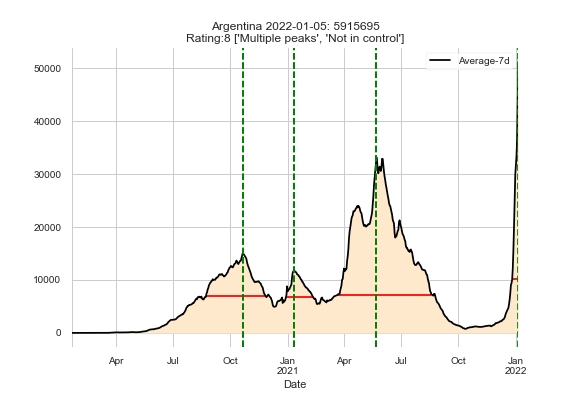 Argentina 2022-01-05: 5915695
Rating:8 ['Multiple peaks', 'Not in control']
Average-7d
50000
40000
30000
20000
10000
0
Apr
Jul
Oct
Jan
2021
Apr
Jul
Oct
Jan
2022
Date